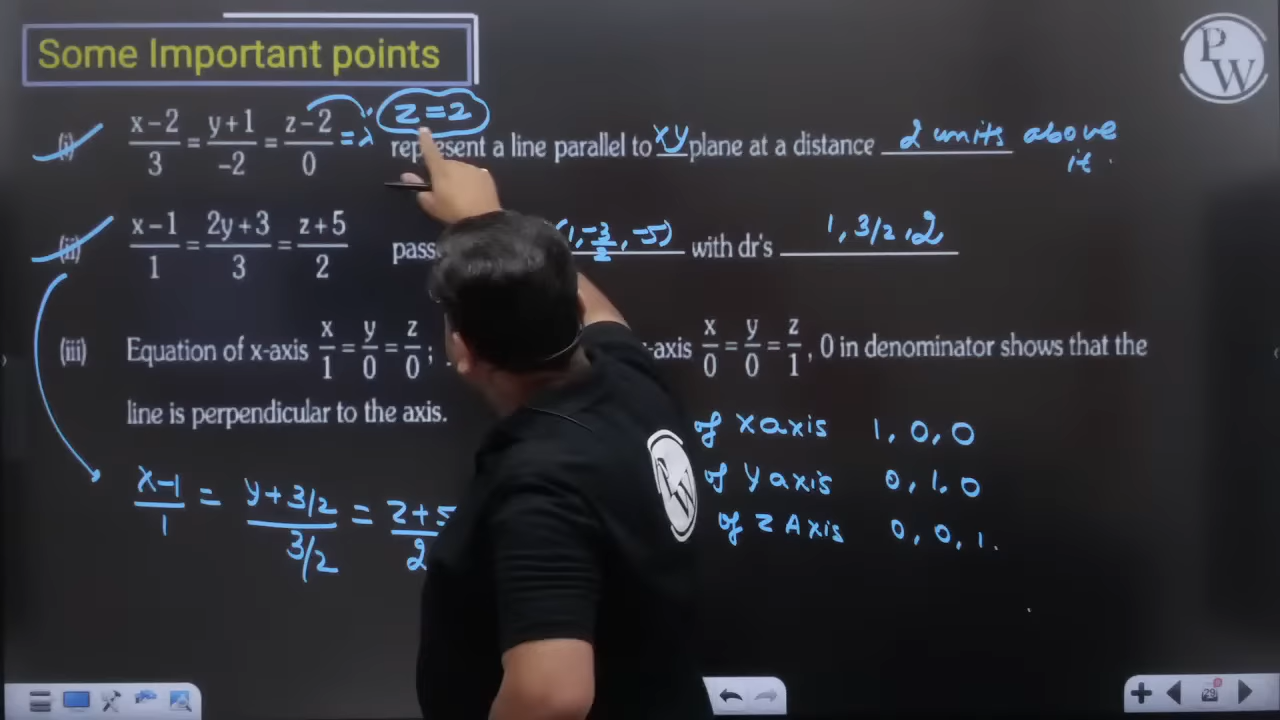 Some Important points
PW
(i) x−2/3 = y+1/-2 = z−2/0 = λ z=2 represent a line parallel to xy plane at a distance 2 units above it.
(ii) x−1/1 = 2y+3/3 = z+5/2 (1, -3/2, -5) with dr's 1, 3/2, 2
(iii) Equation of x-axis x/1 = y/0 = z/0 ; -axis x/0 = y/0 = z/1 , 0 in denominator shows that the
line is perpendicular to the axis.
of x axis 1, 0, 0
of y axis 0, 1, 0
of z Axis 0, 0, 1.
x−1/1 = y+3/2/3/2 = z+5/2
PW
29